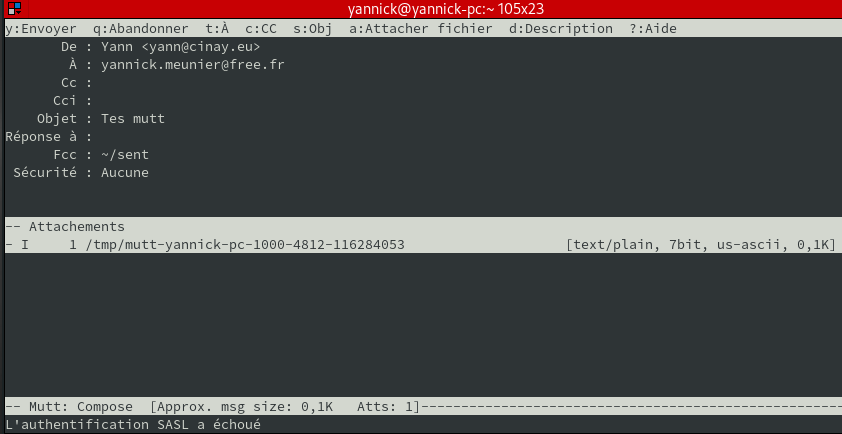 yannick@yannick-pc:~ 105x23
y:Envoyer  q:Abandonner  t:À  c:CC  s:Obj  a:Attacher fichier  d:Description  ?:Aide
De : Yann <yann@cinay.eu>
À : yannick.meunier@free.fr
Cc :
Cci :
Objet : Tes mutt
Réponse à :
Fcc : ~/sent
Sécurité : Aucune
-- Attachements
- I     1 /tmp/mutt-yannick-pc-1000-4812-116284053                    [text/plain, 7bit, us-ascii, 0,1K]
-- Mutt: Compose  [Approx. msg size: 0,1K   Atts: 1]-----------------------------------------------------
L'authentification SASL a échoué